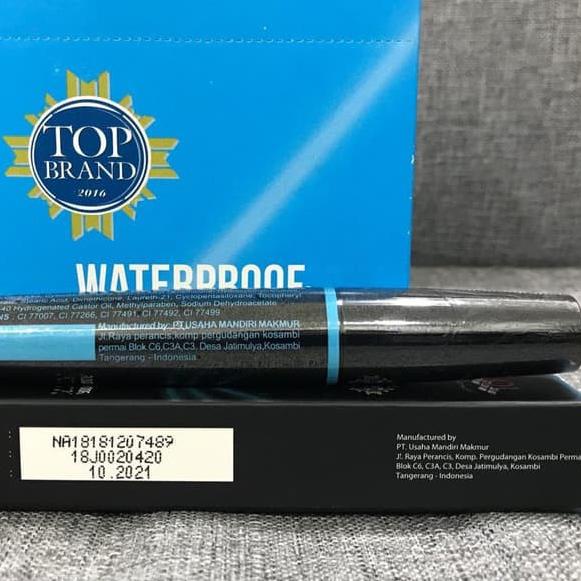 TOP
BRAND
2016
WATERPROOF
Acid, Dimethicone, Laureth-21, Cyclopentasiloxane, Tocopheryl
40 Hydrogenated Castor Oil, Methylparaben, Sodium Dehydroacetate
NS : CI 77007, CI 77266, CI 77491, CI 77492, CI 77499
Manufactured by: PT.USAHA MANDIRI MAKMUR
Jl.Raya perancis,komp pergudangan kosambi
permai Blok C6,C3A,C3. Desa Jatimulya,Kosambi
Tangerang - Indonesia
NA18181207489
18J0020420
10.2021
Manufactured by
PT. Usaha Mandiri Makmur
Jl. Raya Perancis, Komp. Pergudangan Kosambi Perma
Blok C6, C3A, C3, Desa Jatimulya, Kosambi
Tangerang - Indonesia